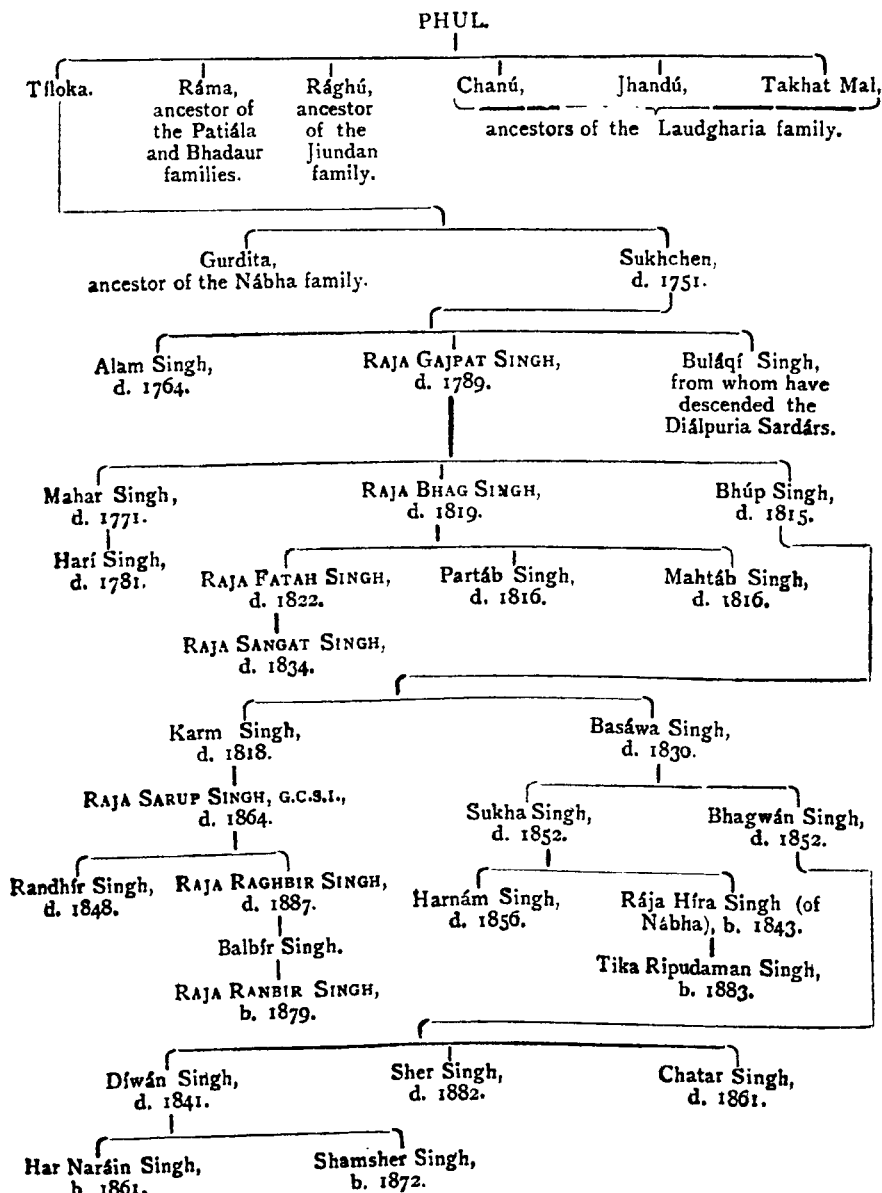 PHUL.
Tíloka.
Ráma,
ancestor of
the Patiála
and Bhadaur
families.
Rághú,
ancestor
of the
Jiundan
family.
Chanú,
Jhandú,
Takhat Mal,
ancestors of the Laudgharia family.
Gurdita,
ancestor of the Nábha family.
Sukhchen,
d. 1751.
Alam Singh,
d. 1764.
RAJA GAJPAT SINGH,
d. 1789.
Buláqí Singh,
from whom have
descended the
Diálpuria Sardárs.
Mahar Singh,
d. 1771.
RAJA BHAG SINGH,
d. 1819.
Bhúp Singh,
d. 1815.
Harí Singh,
d. 1781.
RAJA FATAH SINGH,
d. 1822.
Partáb Singh,
d. 1816.
Mahtáb Singh,
d. 1816.
RAJA SANGAT SINGH,
d. 1834.
Karm Singh,
d. 1818.
Basáwa Singh,
d. 1830.
RAJA SARUP SINGH, G.C.S.I.,
d. 1864.
Sukha Singh,
d. 1852.
Bhagwán Singh,
d. 1852.
Randhír Singh,
d. 1848.
RAJA RAGHBIR SINGH,
d. 1887.
Harnám Singh,
d. 1856.
Rája Híra Singh (of
Nábha), b. 1843.
Balbír Singh.
Tika Ripudaman Singh,
b. 1883.
RAJA RANBIR SINGH,
b. 1879.
Díwán Singh,
d. 1841.
Sher Singh,
d. 1882.
Chatar Singh,
d. 1861.
Har Naráin Singh,
b. 1861.
Shamsher Singh,
b. 1872.